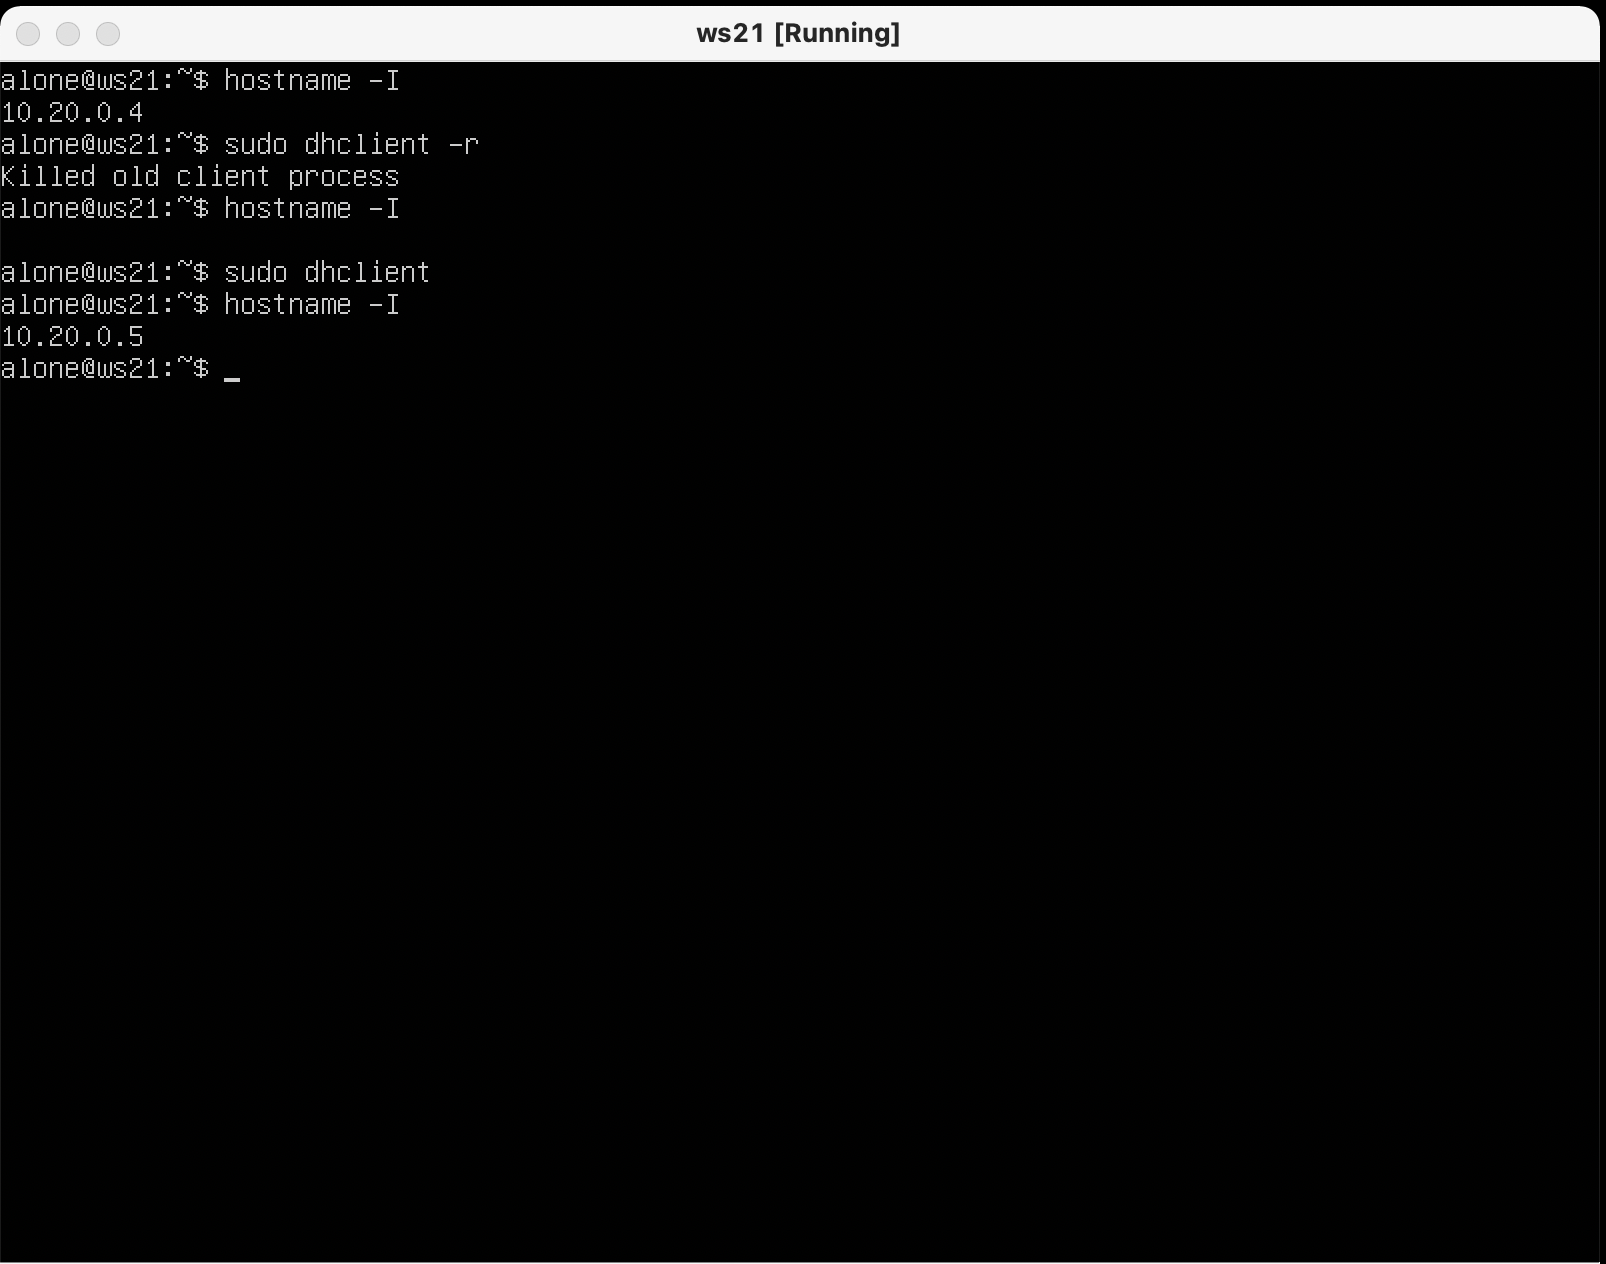 ws21 [Running]
alone@ws21:~$ hostname -I
10.20.0.4
alone@ws21:~$ sudo dhclient -r
Killed old client process
alone@ws21:~$ hostname -I
alone@ws21:~$ sudo dhclient
alone@ws21:~$ hostname -I
10.20.0.5
alone@ws21:~$ _